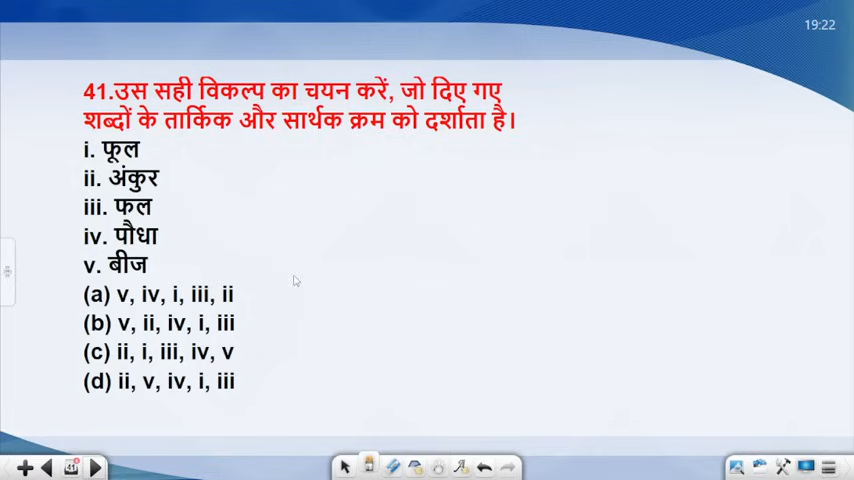 19:22
41.उस सही विकल्प का चयन करें, जो दिए गए
शब्दों के तार्किक और सार्थक क्रम को दर्शाता है।
i. फूल
ii. अंकुर
iii. फल
iv. पौधा
v. बीज
(a) v, iv, i, iii, ii
(b) v, ii, iv, i, iii
(c) ii, i, iii, iv, v
(d) ii, v, iv, i, iii
41